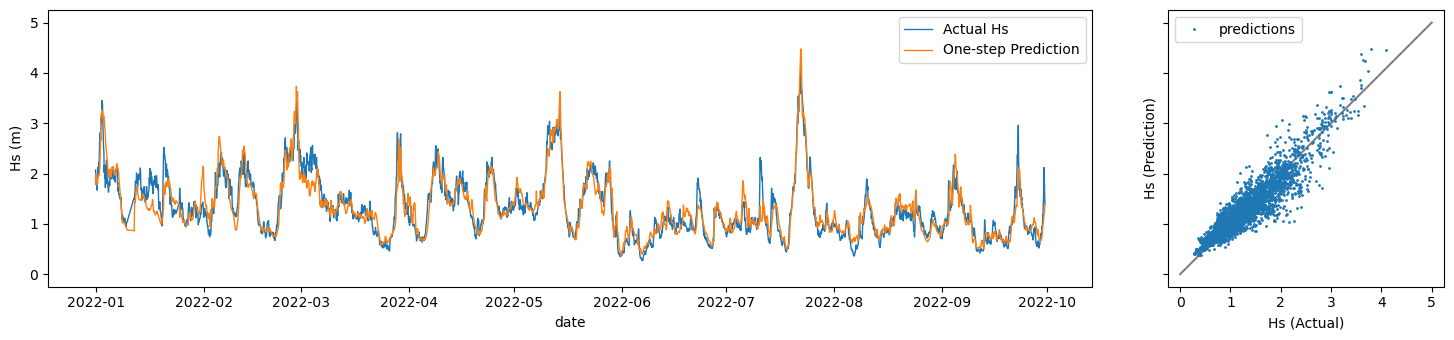 5
4
3
2
1
0
Hs (m)
Actual Hs
One-step Prediction
2022-01 2022-02 2022-03 2022-04 2022-05 2022-06 2022-07 2022-08 2022-09 2022-10
date
predictions
Hs (Prediction)
0 1 2 3 4 5
Hs (Actual)